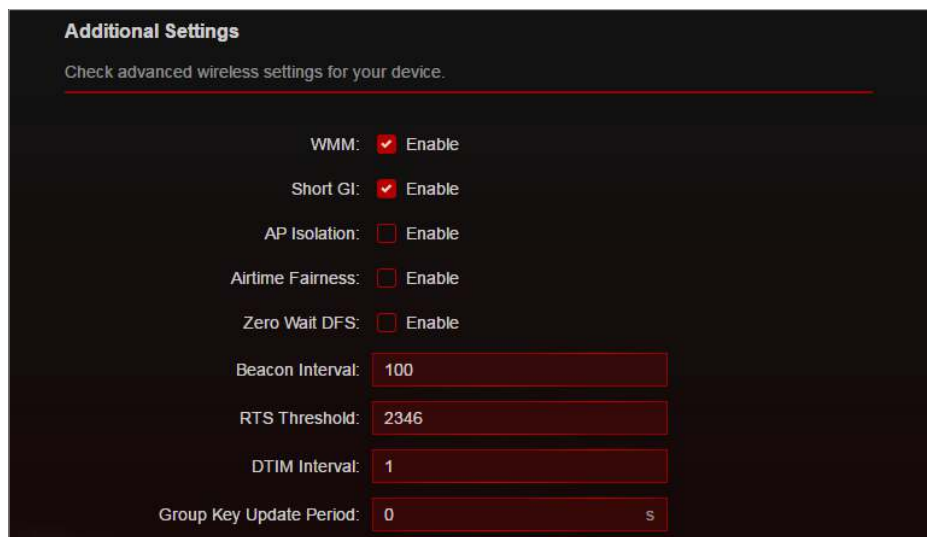 Additional Settings
Check advanced wireless settings for your device.
WMM: Enable
Short GI: Enable
AP Isolation: Enable
Airtime Fairness: Enable
Zero Wait DFS: Enable
Beacon Interval: 100
RTS Threshold: 2346
DTIM Interval: 1
Group Key Update Period: 0 s